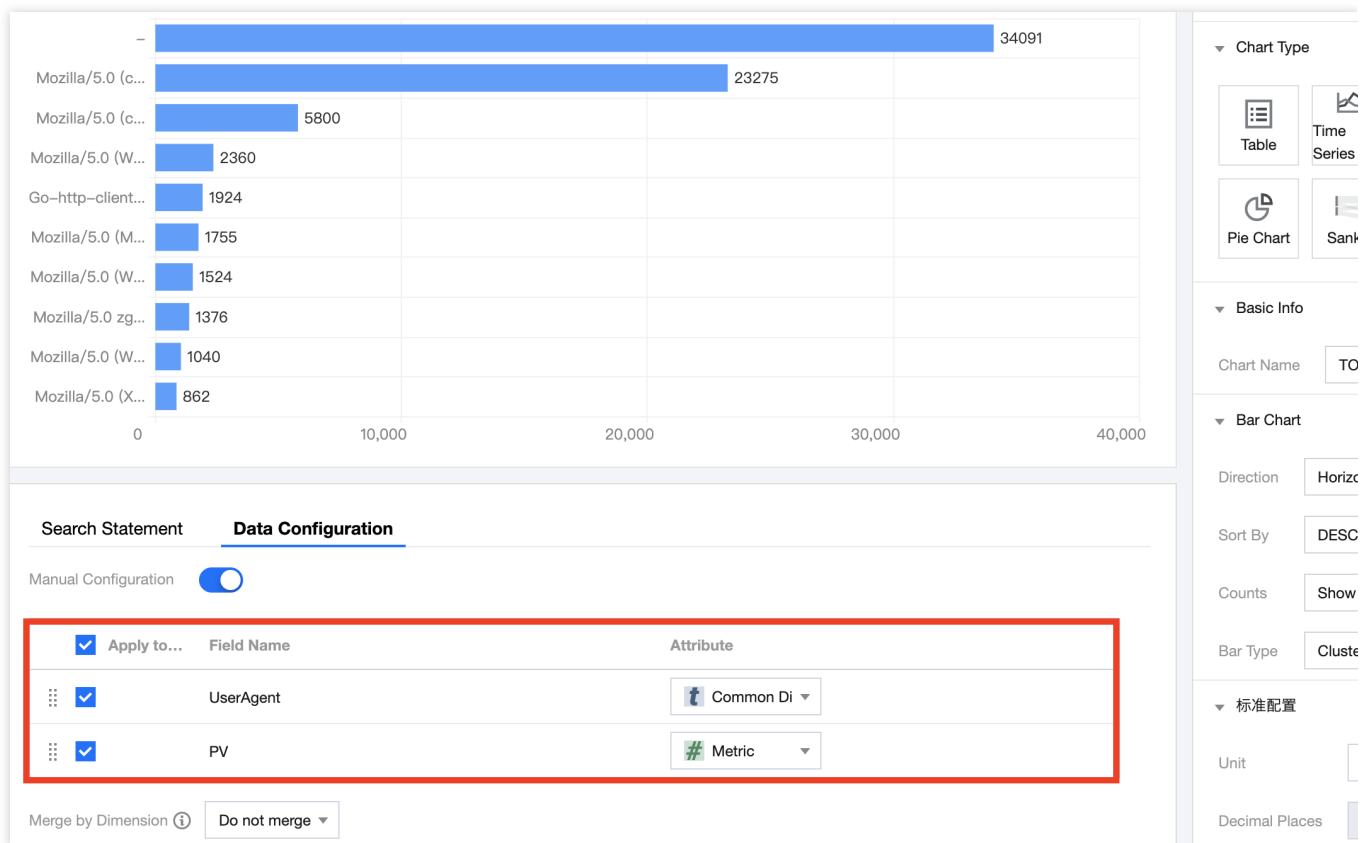 – 34091
Mozilla/5.0 (c... 23275
Mozilla/5.0 (c... 5800
Mozilla/5.0 (W... 2360
Go-http-client... 1924
Mozilla/5.0 (M... 1755
Mozilla/5.0 (W... 1524
Mozilla/5.0 zg... 1376
Mozilla/5.0 (W... 1040
Mozilla/5.0 (X... 862
0 10,000 20,000 30,000 40,000
Search Statement Data Configuration
Manual Configuration
Apply to... Field Name Attribute
UserAgent t Common Di
PV # Metric
Merge by Dimension Do not merge
Chart Type
Table Time Series
Pie Chart Sank
Basic Info
Chart Name TO
Bar Chart
Direction Horizo
Sort By DESC
Counts Show
Bar Type Cluste
标准配置
Unit
Decimal Places